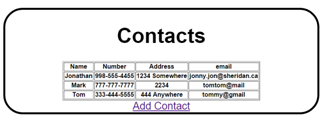 Contacts
Name Number Address email
Jonathan 998-555-4455 1234 Somewhere jonny.jon@sheridan.ca
Mark 777-777-7777 2234 tomtom@mail
Tom 333-444-5555 444 Anywhere tommy@gmail
Add Contact